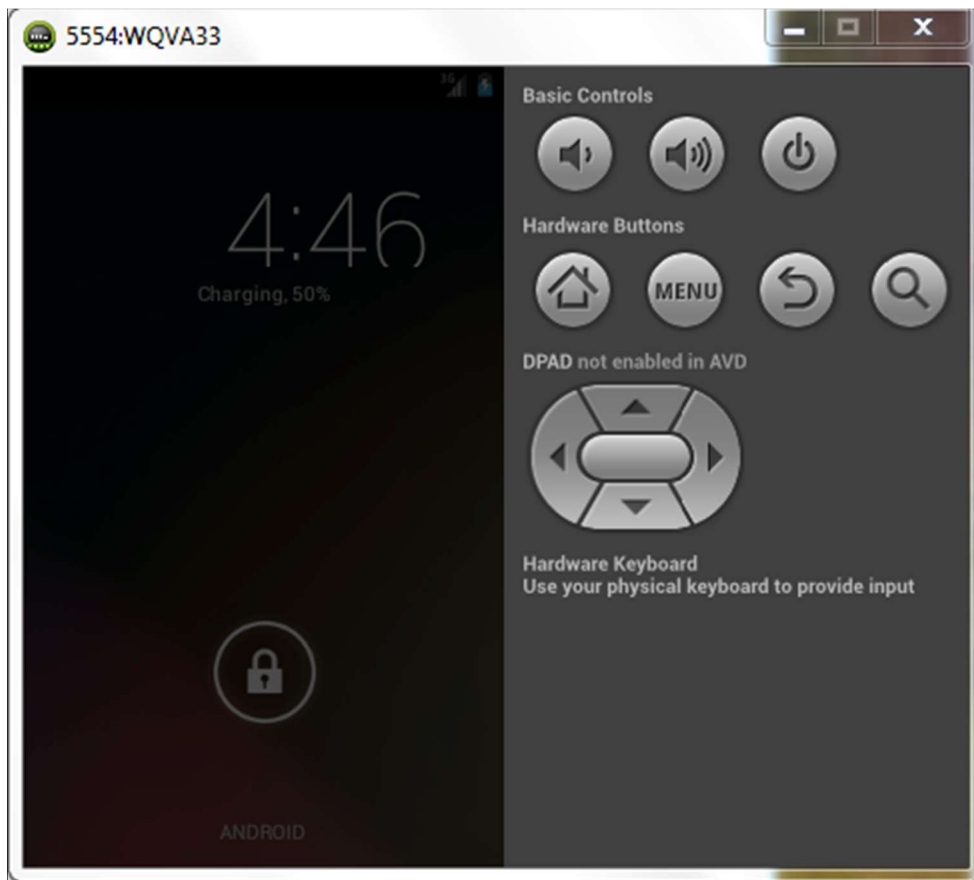 5554:WQVA33
3G
4:46
Charging, 50%
ANDROID
Basic Controls
Hardware Buttons
MENU
DPAD not enabled in AVD
Hardware Keyboard
Use your physical keyboard to provide input